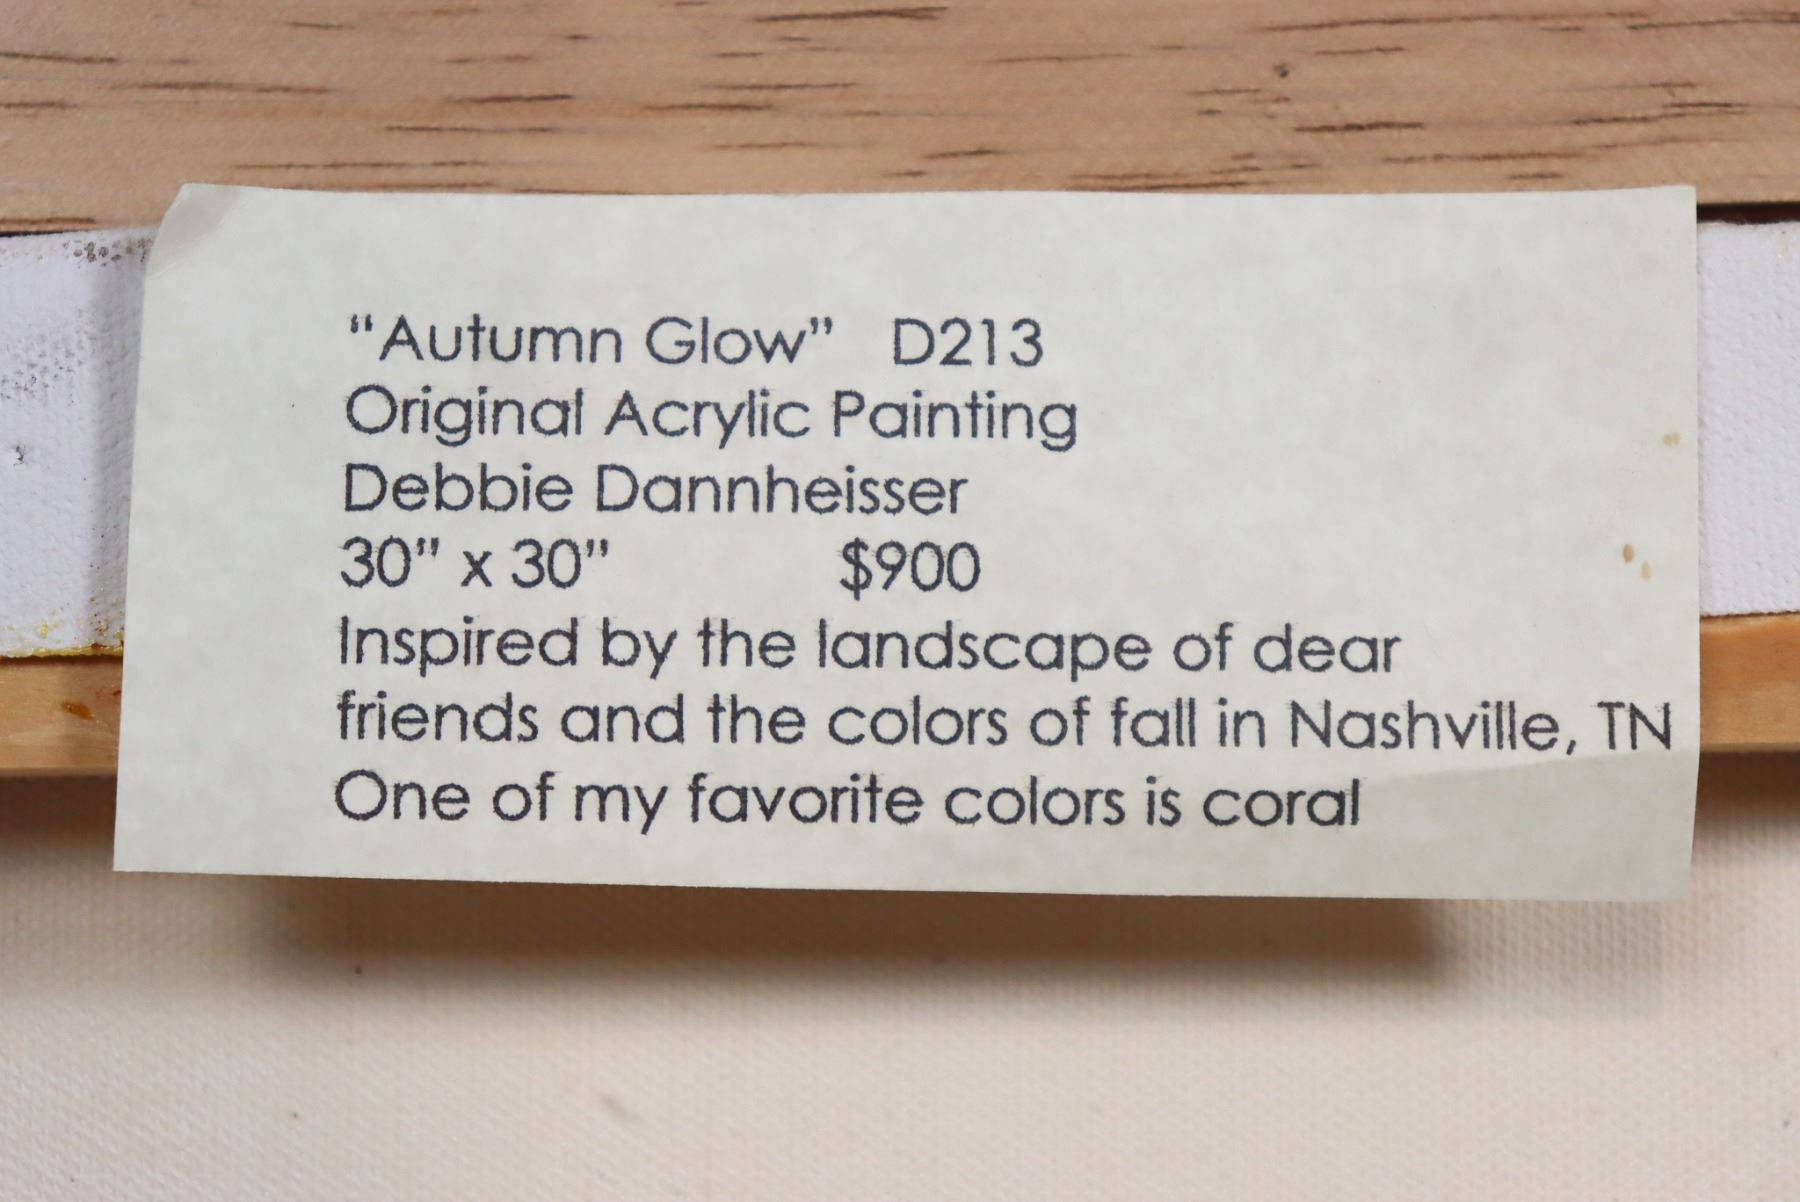 “Autumn Glow” D213
Original Acrylic Painting
Debbie Dannheisser
30” x 30” $900
Inspired by the landscape of dear
friends and the colors of fall in Nashville, TN
One of my favorite colors is coral